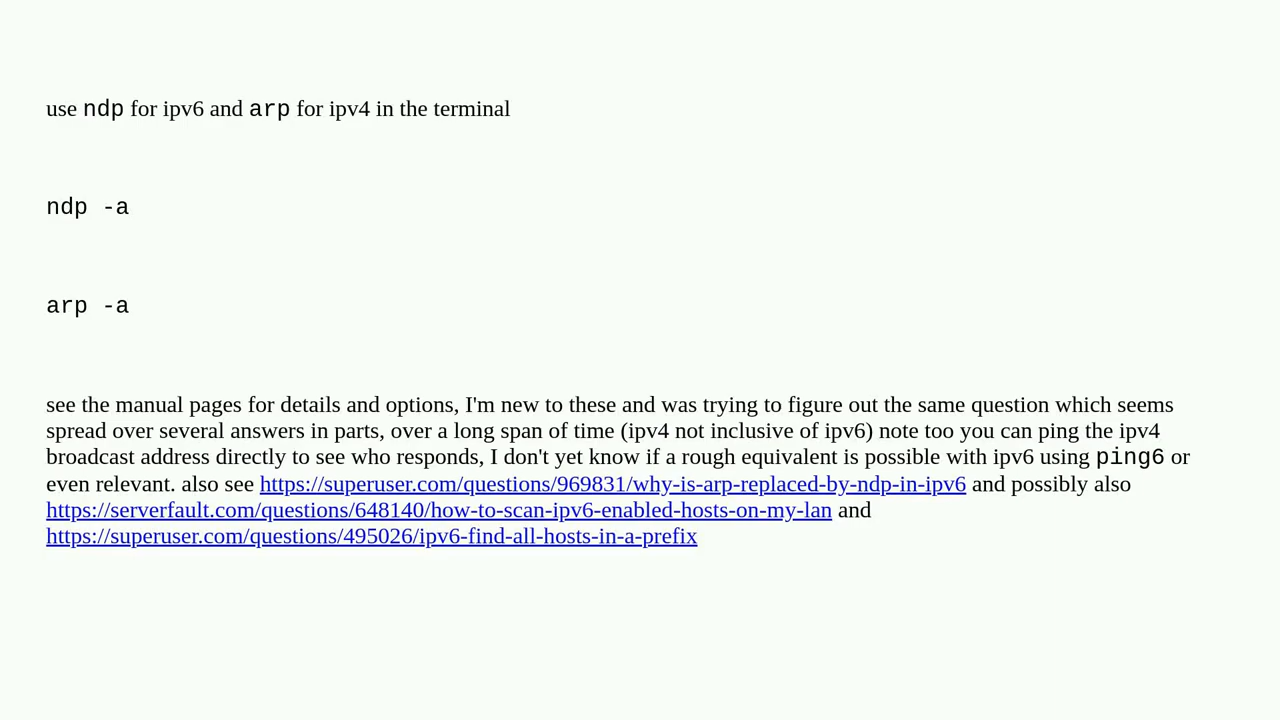 use ndp for ipv6 and arp for ipv4 in the terminal
ndp -a
arp -a
see the manual pages for details and options, I'm new to these and was trying to figure out the same question which seems
spread over several answers in parts, over a long span of time (ipv4 not inclusive of ipv6) note too you can ping the ipv4
broadcast address directly to see who responds, I don't yet know if a rough equivalent is possible with ipv6 using ping6 or
even relevant. also see https://superuser.com/questions/969831/why-is-arp-replaced-by-ndp-in-ipv6 and possibly also
https://serverfault.com/questions/648140/how-to-scan-ipv6-enabled-hosts-on-my-lan and
https://superuser.com/questions/495026/ipv6-find-all-hosts-in-a-prefix